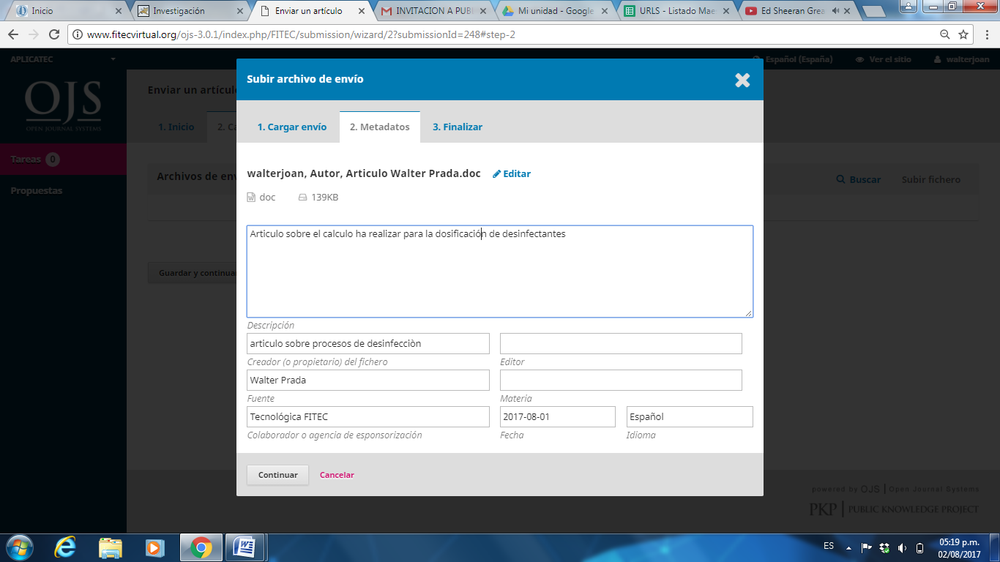 Inicio
Investigación
Enviar un artículo
INVITACION A PUB
Mi unidad - Google
URLS - Listado Mae
Ed Sheeran Grea
www.fitecvirtual.org/ojs-3.0.1/index.php/FITEC/submission/wizard/2?submissionId=248#step-2
APLICATEC
Español (España)
Ver el sitio
walterjoan
OJS
OPEN JOURNAL SYSTEMS
Tareas 0
Propuestas
Enviar un artícul
1. Inicio
2. Ca
Archivos de env
Buscar
Subir fichero
Guardar y continuar
Subir archivo de envío
1. Cargar envío
2. Metadatos
3. Finalizar
walterjoan, Autor, Articulo Walter Prada.doc
Editar
doc
139KB
Articulo sobre el calculo ha realizar para la dosificación de desinfectantes
Descripción
articulo sobre procesos de desinfecciòn
Creador (o propietario) del fichero
Editor
Walter Prada
Fuente
Materia
Tecnológica FITEC
2017-08-01
Español
Colaborador o agencia de esponsorización
Fecha
Idioma
Continuar
Cancelar
powered by OJS | Open Journal Systems
PKP | PUBLIC KNOWLEDGE PROJECT
ES
05:19 p.m.
02/08/2017